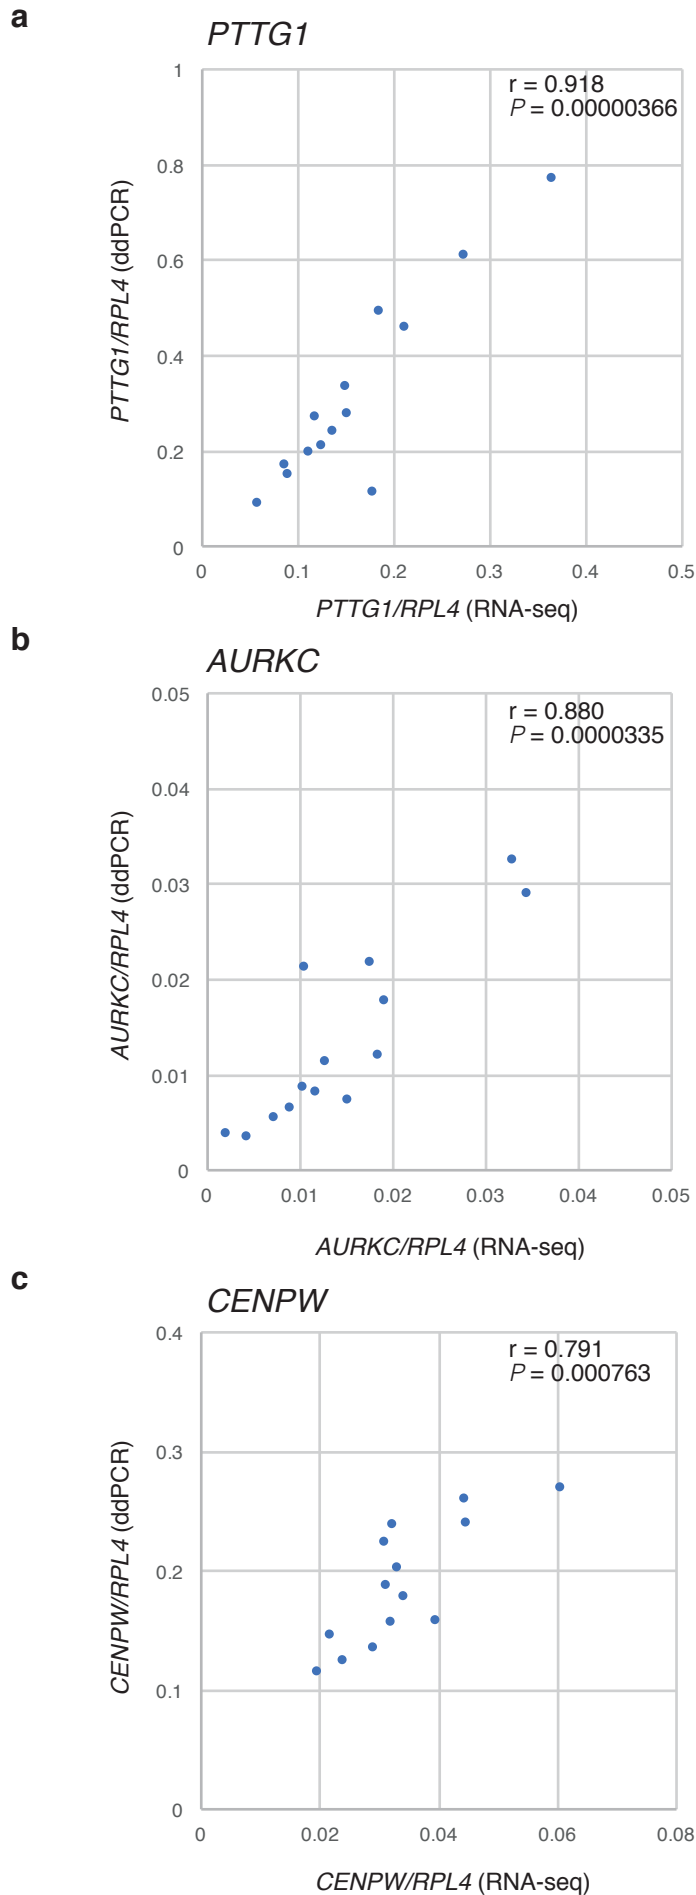 a
PTTG1
r = 0.918
P = 0.00000366
PTTG1/RPL4 (ddPCR)
1
0.8
0.6
0.4
0.2
0
0 0.1 0.2 0.3 0.4 0.5
PTTG1/RPL4 (RNA-seq)
b
AURKC
r = 0.880
P = 0.0000335
AURKC/RPL4 (ddPCR)
0.05
0.04
0.03
0.02
0.01
0
0 0.01 0.02 0.03 0.04 0.05
AURKC/RPL4 (RNA-seq)
c
CENPW
r = 0.791
P = 0.000763
CENPW/RPL4 (ddPCR)
0.4
0.3
0.2
0.1
0
0 0.02 0.04 0.06 0.08
CENPW/RPL4 (RNA-seq)